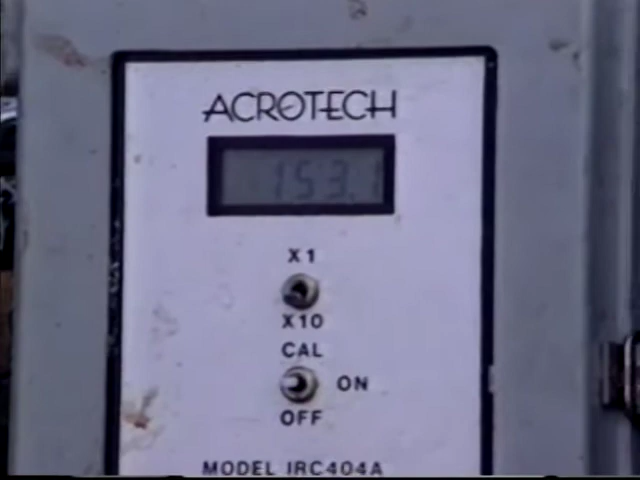 ACROTECH
153.1
X1
X10
CAL
ON
OFF
MODEL IRC404A